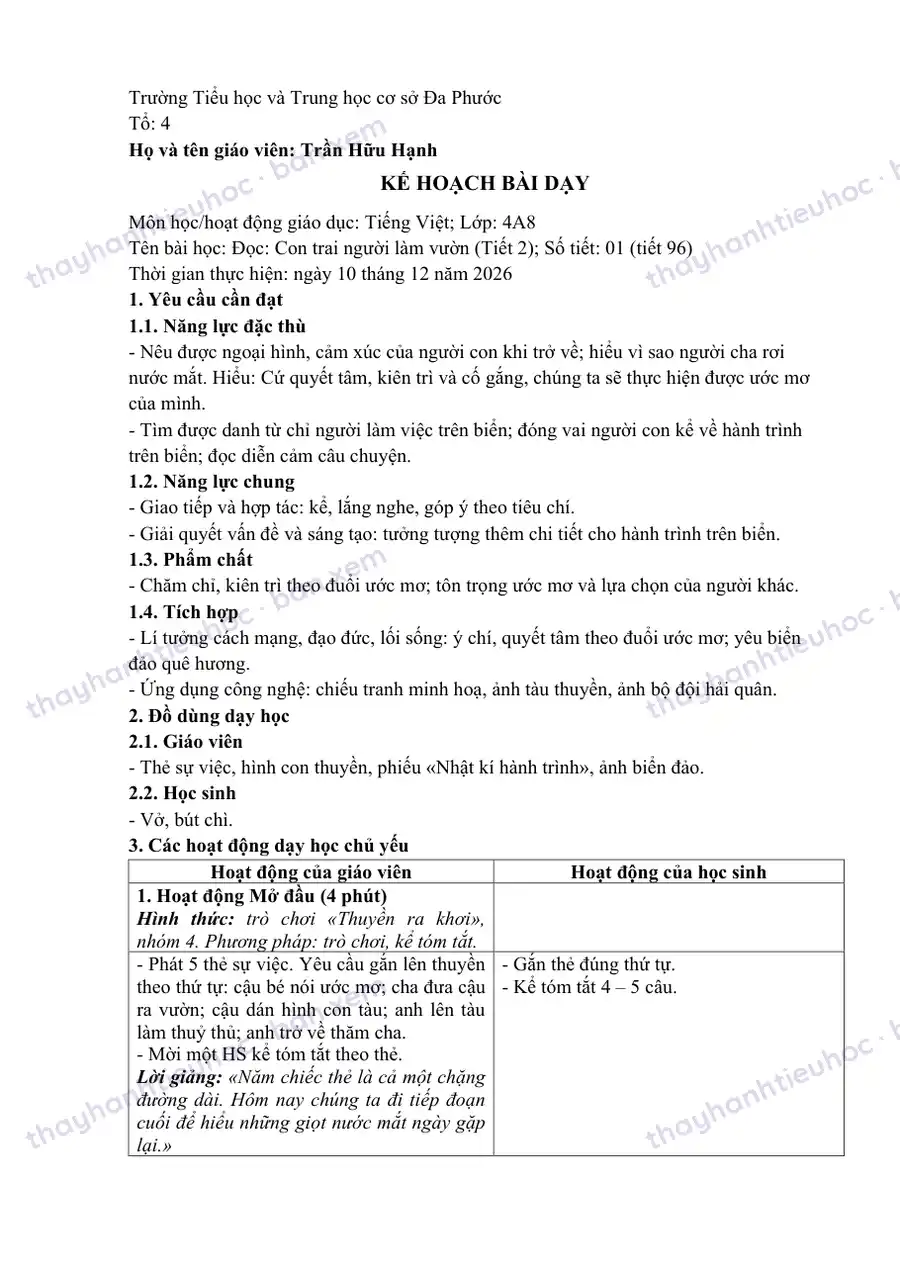 Trường Tiểu học và Trung học cơ sở Đa Phước
Tổ: 4
Họ và tên giáo viên: Trần Hữu Hạnh
KẾ HOẠCH BÀI DẠY
Môn học/hoạt động giáo dục: Tiếng Việt; Lớp: 4A8
Tên bài học: Đọc: Con trai người làm vườn (Tiết 2); Số tiết: 01 (tiết 96)
Thời gian thực hiện: ngày 10 tháng 12 năm 2026
1. Yêu cầu cần đạt
1.1. Năng lực đặc thù
- Nêu được ngoại hình, cảm xúc của người con khi trở về; hiểu vì sao người cha rơi
nước mắt. Hiểu: Cứ quyết tâm, kiên trì và cố gắng, chúng ta sẽ thực hiện được ước mơ
của mình.
- Tìm được danh từ chỉ người làm việc trên biển; đóng vai người con kể về hành trình
trên biển; đọc diễn cảm câu chuyện.
1.2. Năng lực chung
- Giao tiếp và hợp tác: kể, lắng nghe, góp ý theo tiêu chí.
- Giải quyết vấn đề và sáng tạo: tưởng tượng thêm chi tiết cho hành trình trên biển.
1.3. Phẩm chất
- Chăm chỉ, kiên trì theo đuổi ước mơ; tôn trọng ước mơ và lựa chọn của người khác.
1.4. Tích hợp
- Lí tưởng cách mạng, đạo đức, lối sống: ý chí, quyết tâm theo đuổi ước mơ; yêu biển
đảo quê hương.
- Ứng dụng công nghệ: chiếu tranh minh hoạ, ảnh tàu thuyền, ảnh bộ đội hải quân.
2. Đồ dùng dạy học
2.1. Giáo viên
- Thẻ sự việc, hình con thuyền, phiếu «Nhật kí hành trình», ảnh biển đảo.
2.2. Học sinh
- Vở, bút chì.
3. Các hoạt động dạy học chủ yếu
Hoạt động của giáo viên
Hoạt động của học sinh
1. Hoạt động Mở đầu (4 phút)
Hình thức: trò chơi «Thuyền ra khơi»,
nhóm 4. Phương pháp: trò chơi, kể tóm tắt.
- Phát 5 thẻ sự việc. Yêu cầu gắn lên thuyền
theo thứ tự: cậu bé nói ước mơ; cha đưa cậu
ra vườn; cậu dán hình con tàu; anh lên tàu
làm thuỷ thủ; anh trở về thăm cha.
- Mời một HS kể tóm tắt theo thẻ.
Lời giảng: «Năm chiếc thẻ là cả một chặng
đường dài. Hôm nay chúng ta đi tiếp đoạn
cuối để hiểu những giọt nước mắt ngày gặp
lại.»
- Gắn thẻ đúng thứ tự.
- Kể tóm tắt 4 – 5 câu.
thayhanhtieuhoc · bản xem
thayhanhtieuhoc · b
thayhanhtieuhoc · bản xem
thayhanhtieuhoc · b
thayhanhtieuhoc · bản xem
thayhanhtieuhoc · b